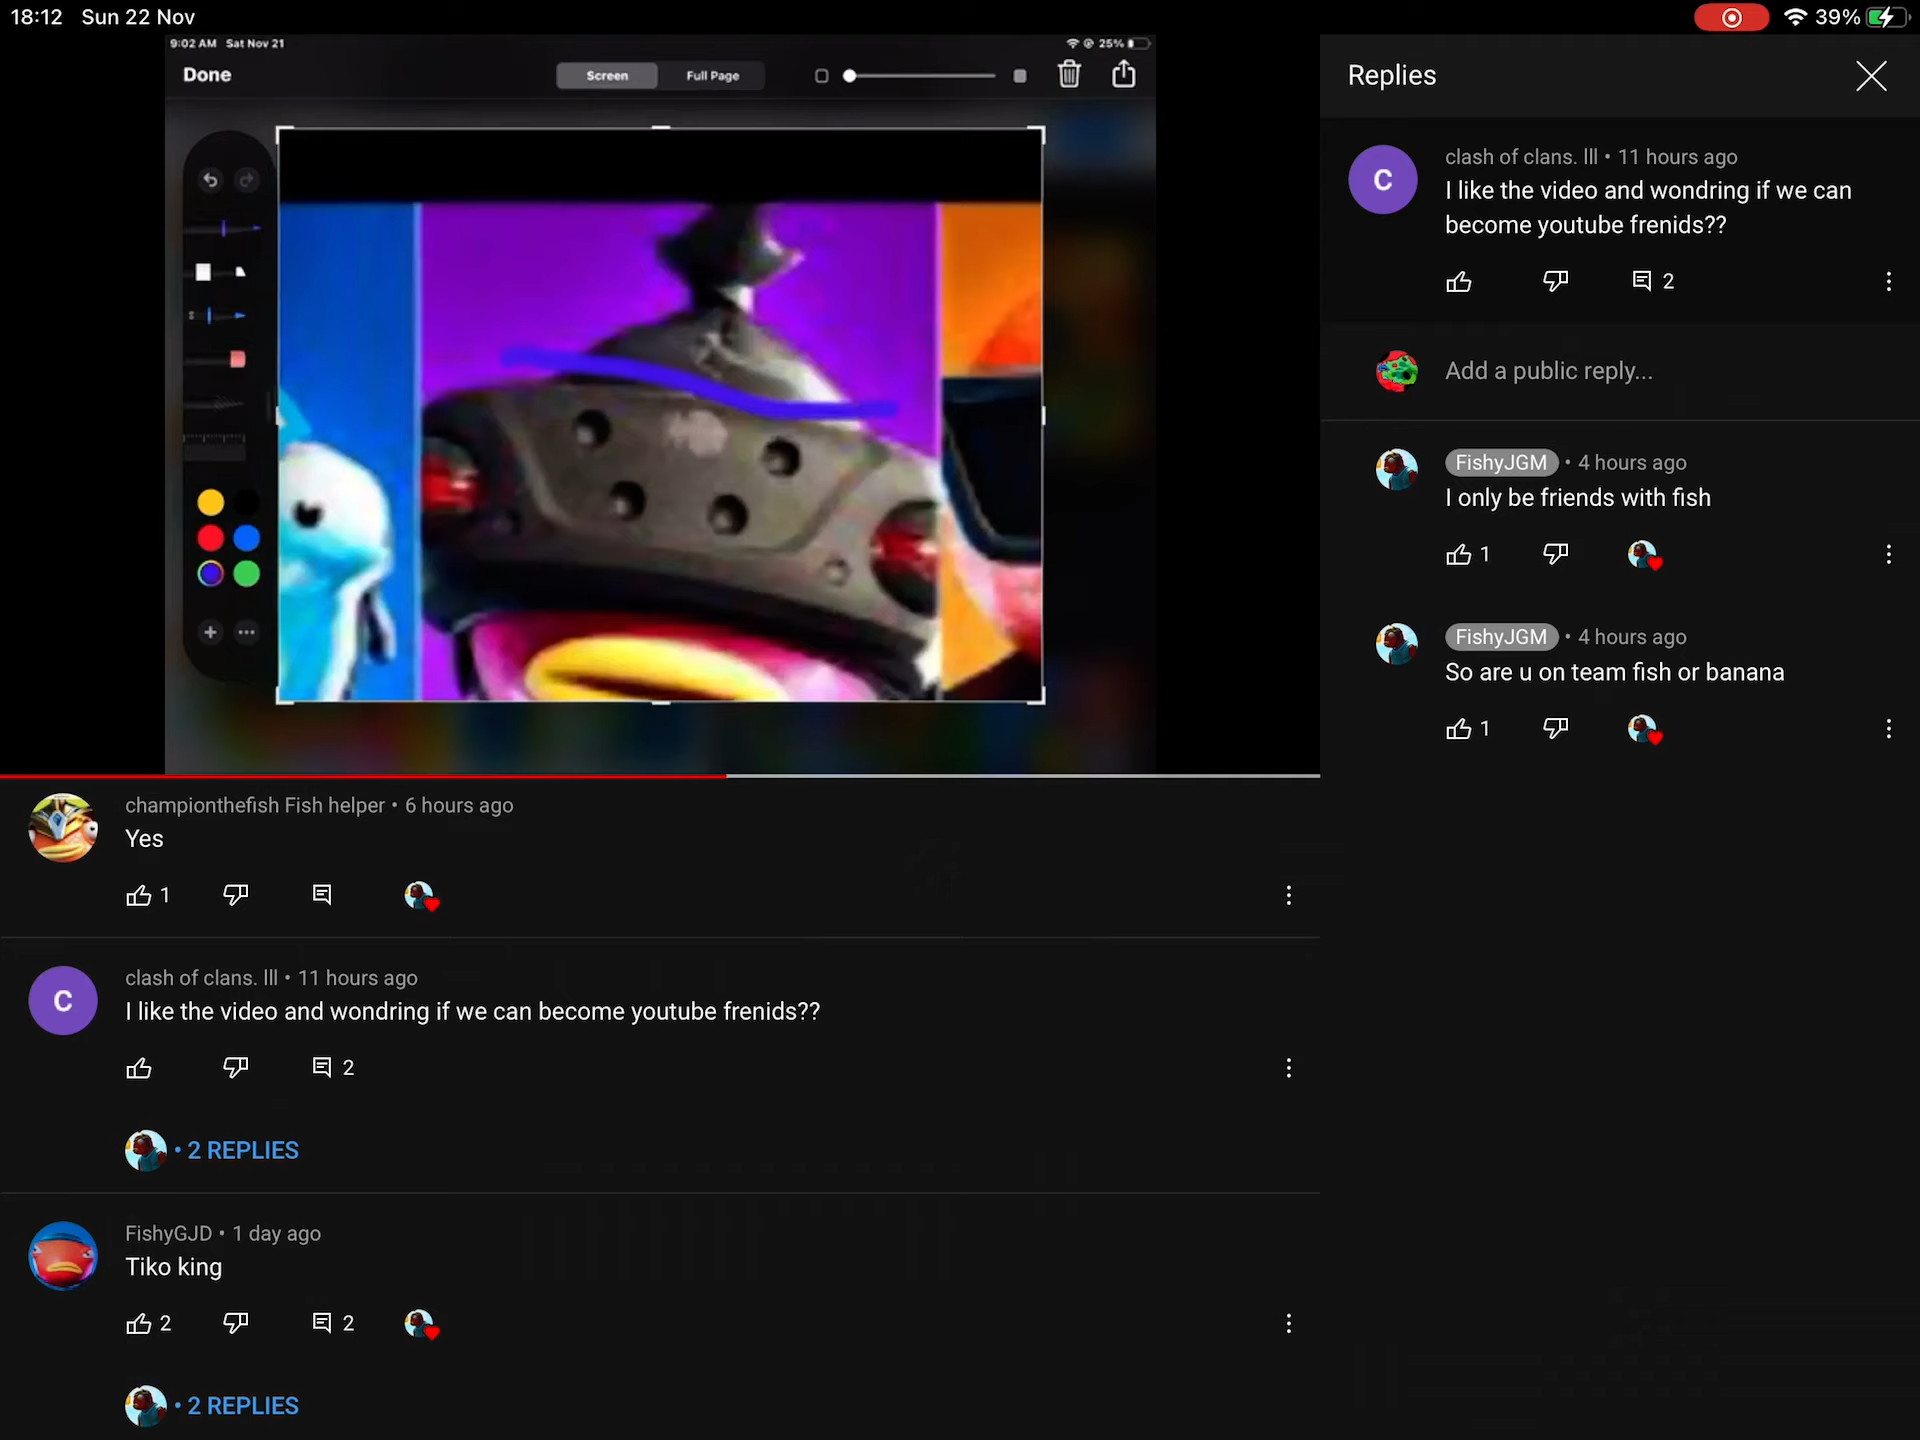 18:12 Sun 22 Nov
39%
9:02 AM Sat Nov 21
25%
Done
Screen
Full Page
Replies
clash of clans. lll • 11 hours ago
I like the video and wondring if we can
become youtube frenids??
2
Add a public reply...
FishyJGM • 4 hours ago
I only be friends with fish
1
FishyJGM • 4 hours ago
So are u on team fish or banana
1
championthefish Fish helper • 6 hours ago
Yes
1
C
clash of clans. lll • 11 hours ago
I like the video and wondring if we can become youtube frenids??
2
• 2 REPLIES
FishyGJD • 1 day ago
Tiko king
2 2
• 2 REPLIES
C